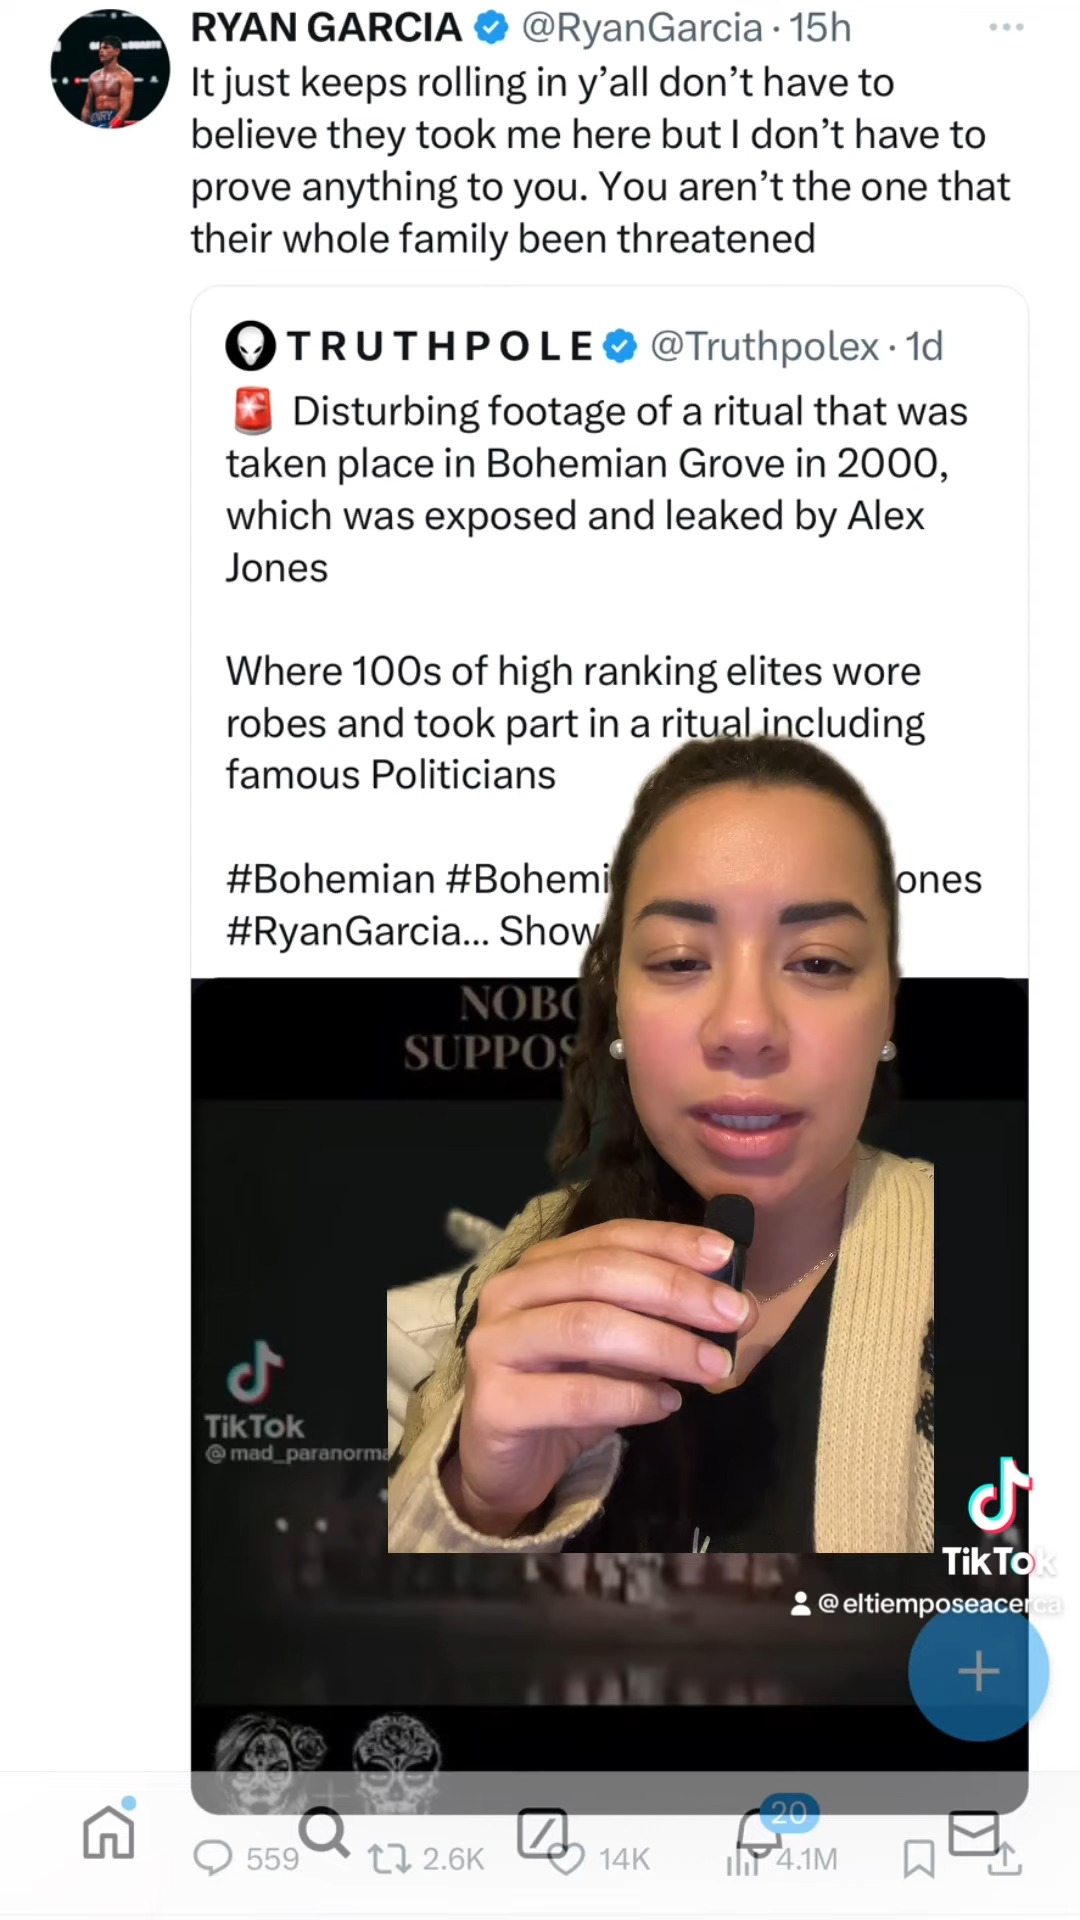 RYAN GARCIA @RyanGarcia · 15h
It just keeps rolling in y’all don’t have to
believe they took me here but I don’t have to
prove anything to you. You aren’t the one that
their whole family been threatened
TRUTHPOLE @Truthpolex · 1d
🚨 Disturbing footage of a ritual that was
taken place in Bohemian Grove in 2000,
which was exposed and leaked by Alex
Jones
Where 100s of high ranking elites wore
robes and took part in a ritual including
famous Politicians
#Bohemian #Bohemi ones
#RyanGarcia... Show
NOBO
SUPPOS
TikTok
@mad_paranorma
TikTok
@eltiemposeacerca
20
559 2.6K 14K 4.1M